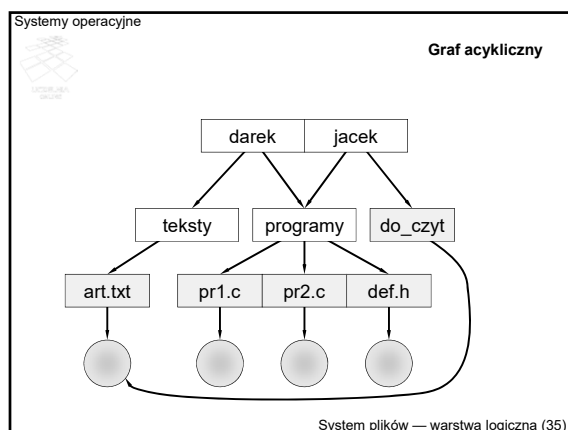 Systemy operacyjne
Graf acykliczny
darek jacek
teksty programy do_czyt
art.txt pr1.c pr2.c def.h
System plików — warstwa logiczna (35)